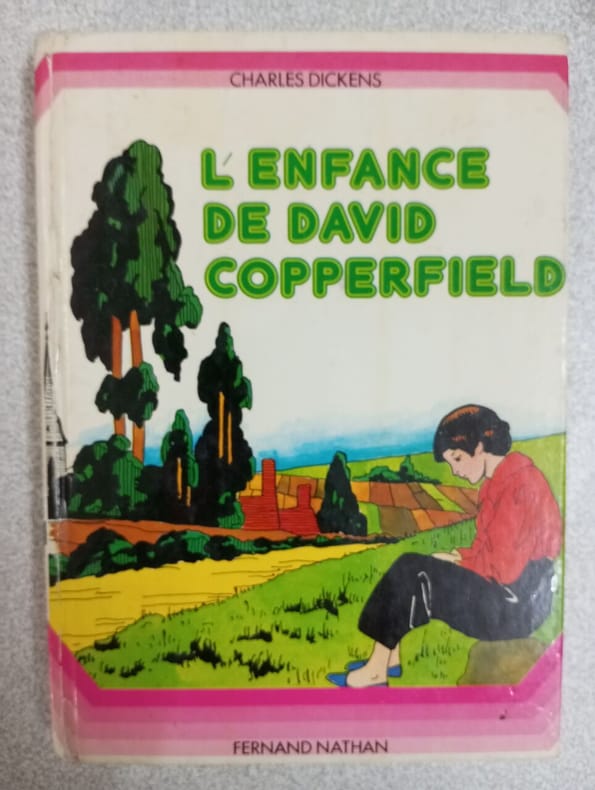 CHARLES DICKENS
L'ENFANCE
DE DAVID
COPPERFIELD
FERNAND NATHAN